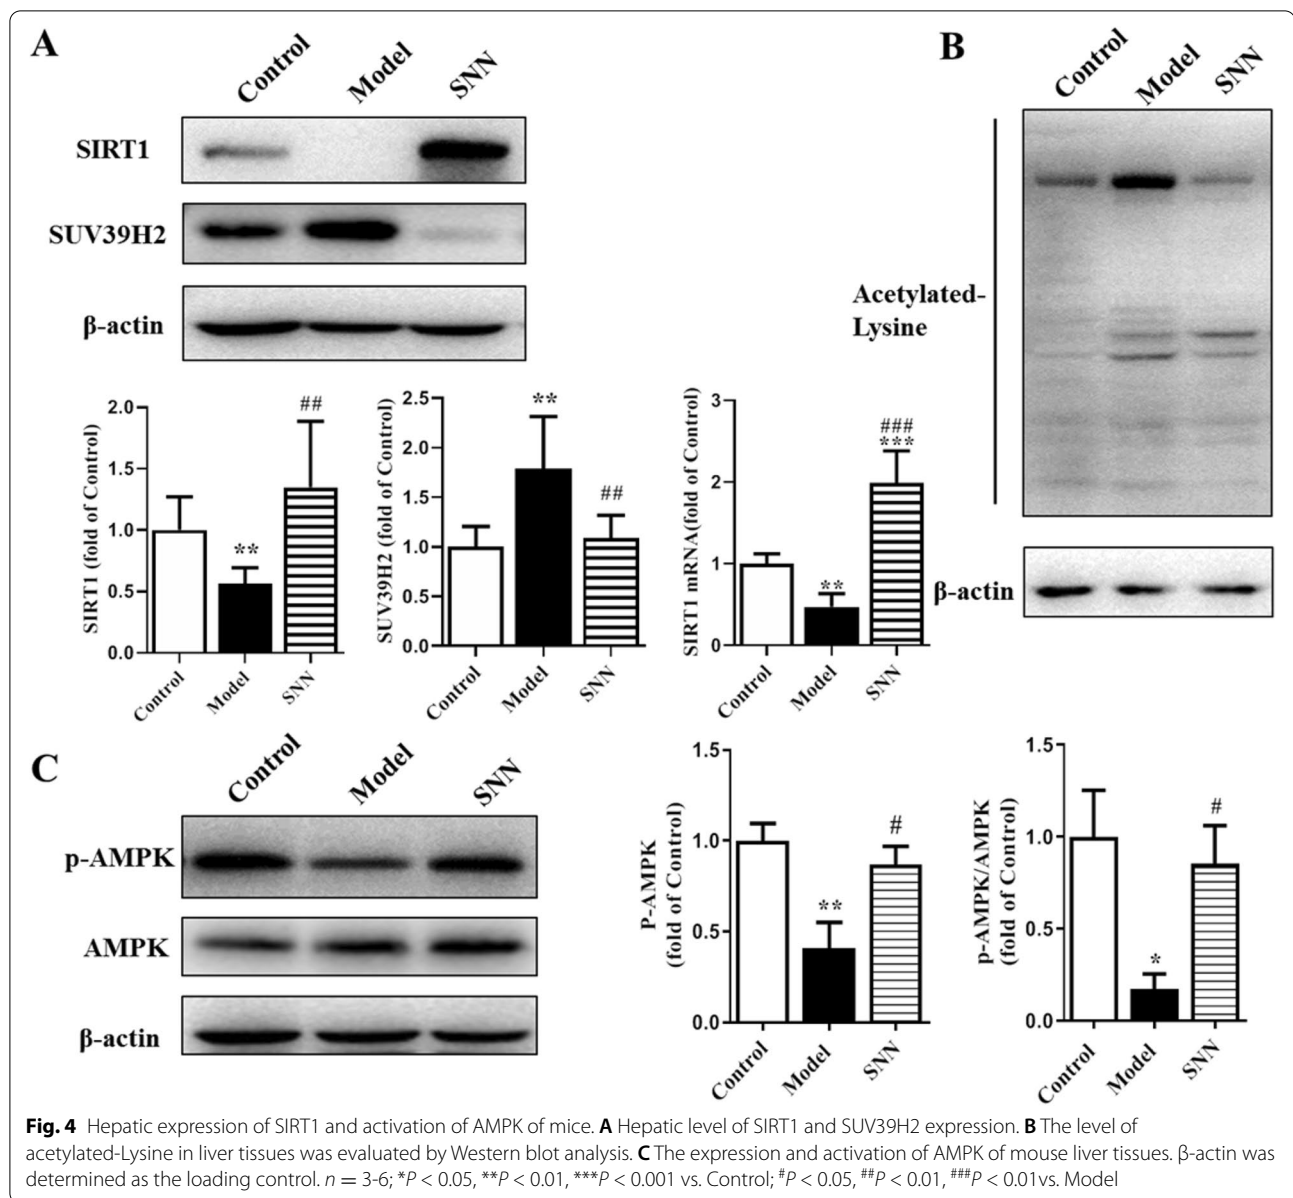 A
Control
Model
SNN
SIRT1
SUV39H2
β-actin
B
Control
Model
SNN
Acetylated-
Lysine
β-actin
SIRT1 (fold of Control)
2.0
1.5
1.0
0.5
0.0
**
##
Control
Model
SNN
SUV39H2 (fold of Control)
2.5
2.0
1.5
1.0
0.5
0.0
**
##
Control
Model
SNN
SIRT1 mRNA(fold of Control)
3
2
1
0
**
###
***
Control
Model
SNN
C
Control
Model
SNN
p-AMPK
AMPK
β-actin
P-AMPK
(fold of Control)
1.5
1.0
0.5
0.0
**
#
Control
Model
SNN
p-AMPK/AMPK
(fold of Control)
1.5
1.0
0.5
0.0
*
#
Control
Model
SNN
Fig. 4 Hepatic expression of SIRT1 and activation of AMPK of mice. A Hepatic level of SIRT1 and SUV39H2 expression. B The level of
acetylated-Lysine in liver tissues was evaluated by Western blot analysis. C The expression and activation of AMPK of mouse liver tissues. β-actin was
determined as the loading control. n = 3-6; *P < 0.05, **P < 0.01, ***P < 0.001 vs. Control; #P < 0.05, ##P < 0.01, ###P < 0.01vs. Model